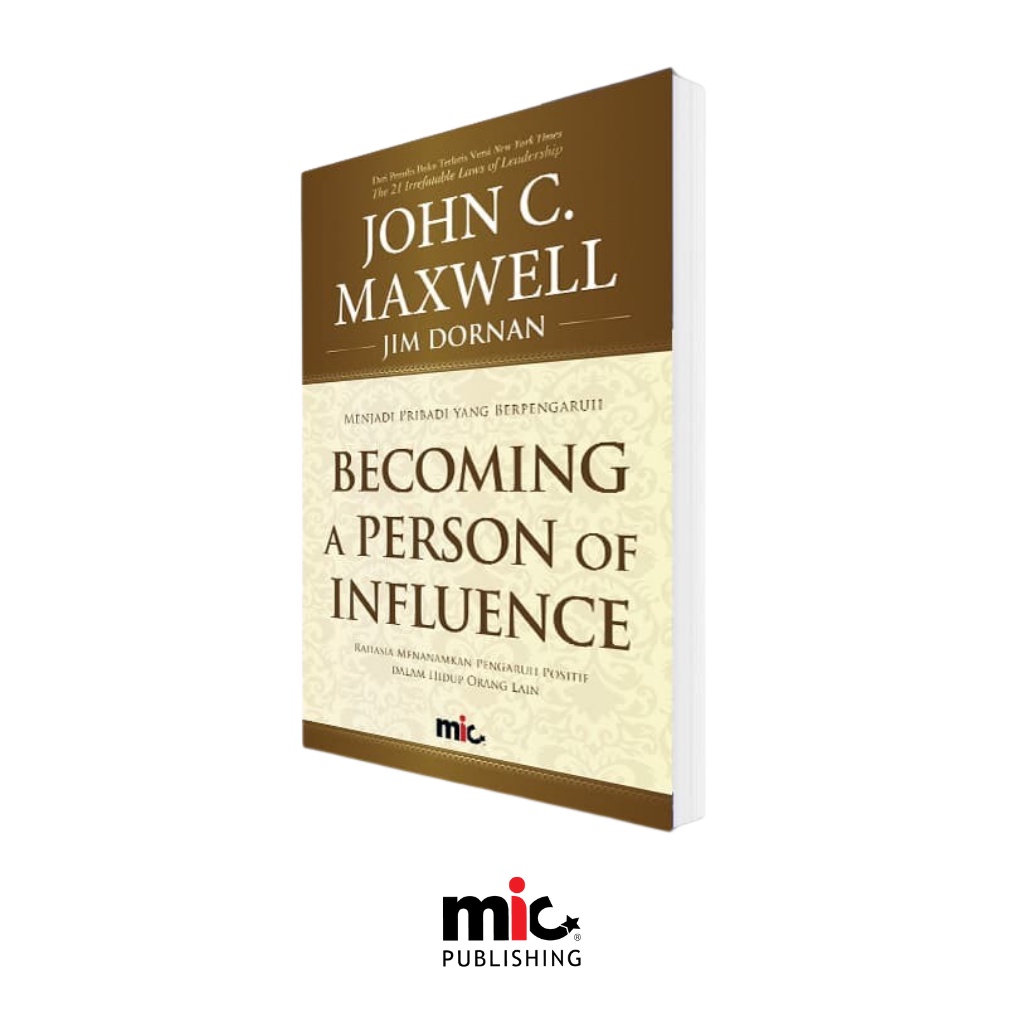 Dari Penulis Buku Terlaris Versi New York Times
The 21 Irrefutable Laws of Leadership
JOHN C.
MAXWELL
JIM DORNAN
MENJADI PRIBADI YANG BERPENGARUH
BECOMING
A PERSON OF
INFLUENCE
RAHASIA MENANAMKAN PENGARUH POSITIF
DALAM HIDUP ORANG LAIN
mic
mic
®
PUBLISHING